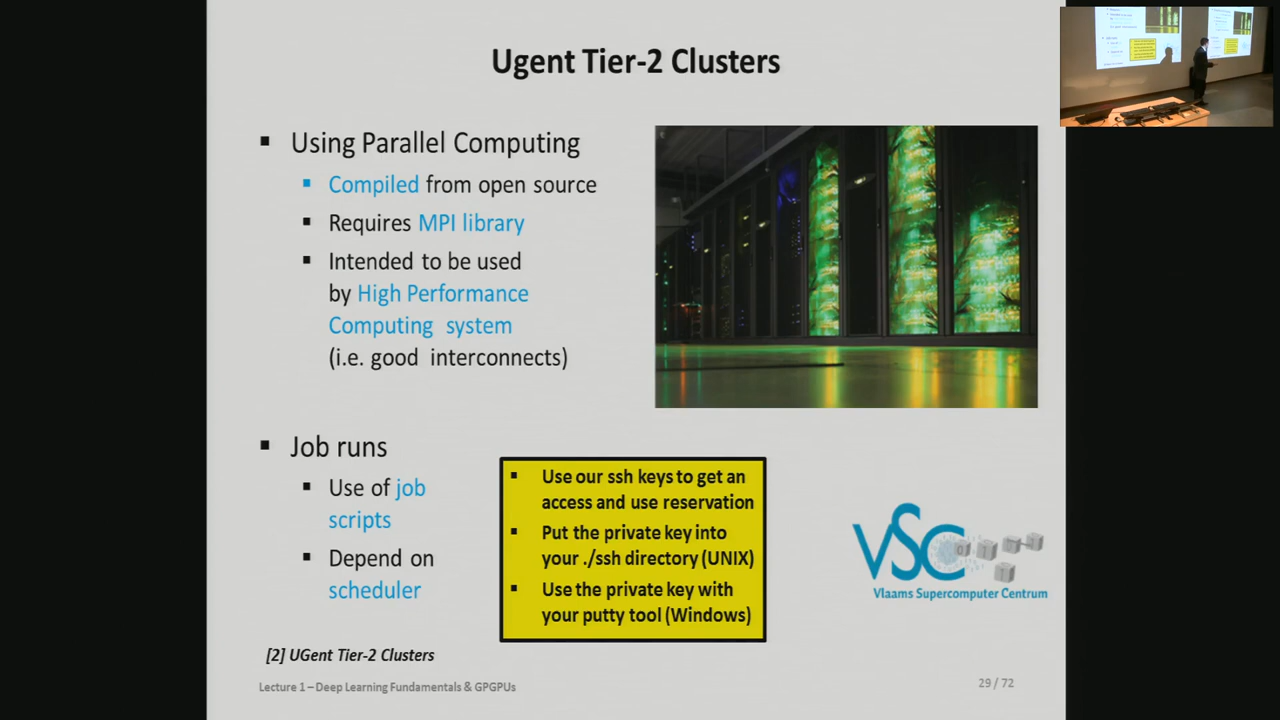 Ugent Tier-2 Clusters
Using Parallel Computing
Compiled from open source
Requires MPI library
Intended to be used
by High Performance
Computing system
(i.e. good interconnects)
Job runs
Use of job
scripts
Depend on
scheduler
Use our ssh keys to get an
access and use reservation
Put the private key into
your ./ssh directory (UNIX)
Use the private key with
your putty tool (Windows)
VSC
Vlaams Supercomputer Centrum
[2] UGent Tier-2 Clusters
Lecture 1 – Deep Learning Fundamentals & GPGPUs
29 / 72